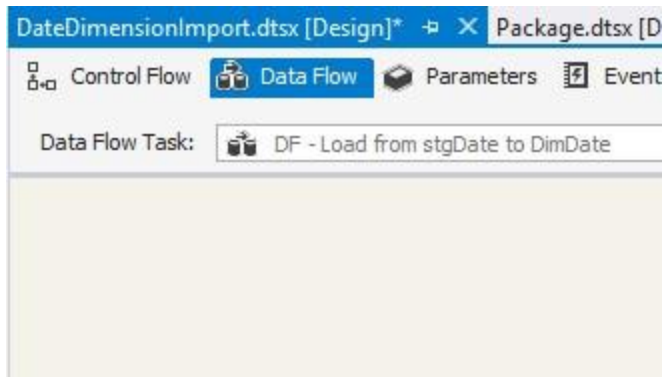 DateDimensionImport.dtsx [Design]* Package.dtsx [D
Control Flow Data Flow Parameters Event
Data Flow Task: DF - Load from stgDate to DimDate